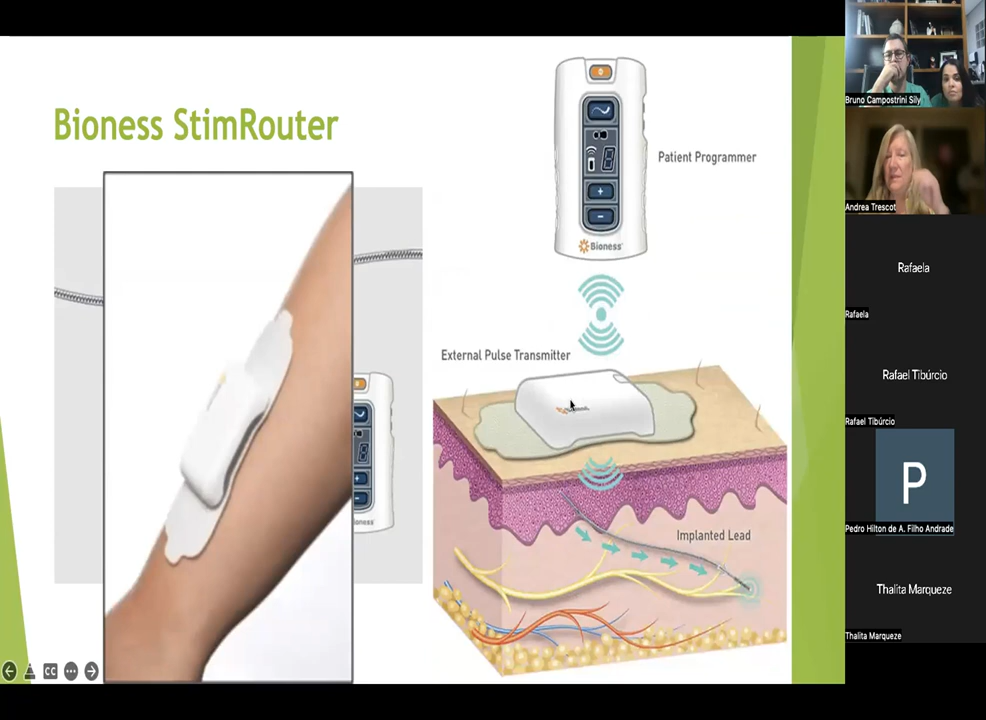 Bioness StimRouter
Patient Programmer
Bioness
External Pulse Transmitter
Implanted Lead
CC
Bruno Campostrini Sily
Andrea Trescot
Rafaela
Rafaela
Rafael Tibúrcio
Rafael Tibúrcio
P
Pedro Hilton de A. Filho Andrade
Thalita Marqueze
Thalita Marqueze